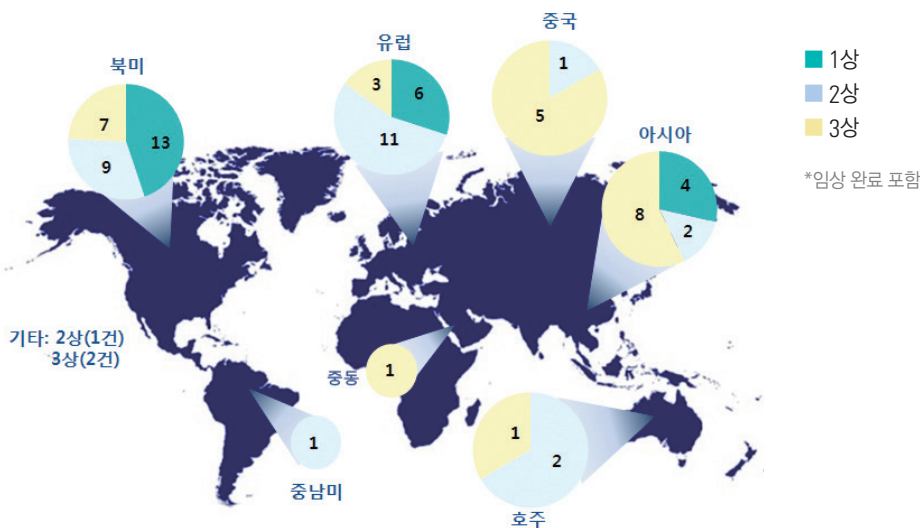 중국
1
5
유럽
3
6
11
북미
7
13
9
아시아
4
8
2
1상
2상
3상
*임상 완료 포함
기타: 2상(1건)
3상(2건)
중동
1
1
중남미
1
2
호주